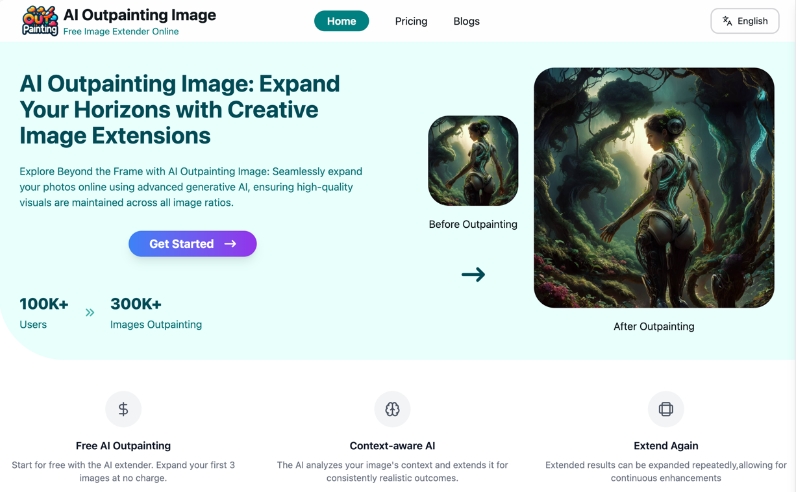 OUT
Painting
AI Outpainting Image
Free Image Extender Online
Home
Pricing
Blogs
English
AI Outpainting Image: Expand
Your Horizons with Creative
Image Extensions
Explore Beyond the Frame with AI Outpainting Image: Seamlessly expand
your photos online using advanced generative AI, ensuring high-quality
visuals are maintained across all image ratios.
Get Started →
100K+
Users
»
300K+
Images Outpainting
Before Outpainting
After Outpainting
Free AI Outpainting
Start for free with the AI extender. Expand your first 3
images at no charge.
Context-aware AI
The AI analyzes your image's context and extends it for
consistently realistic outcomes.
Extend Again
Extended results can be expanded repeatedly,allowing for
continuous enhancements